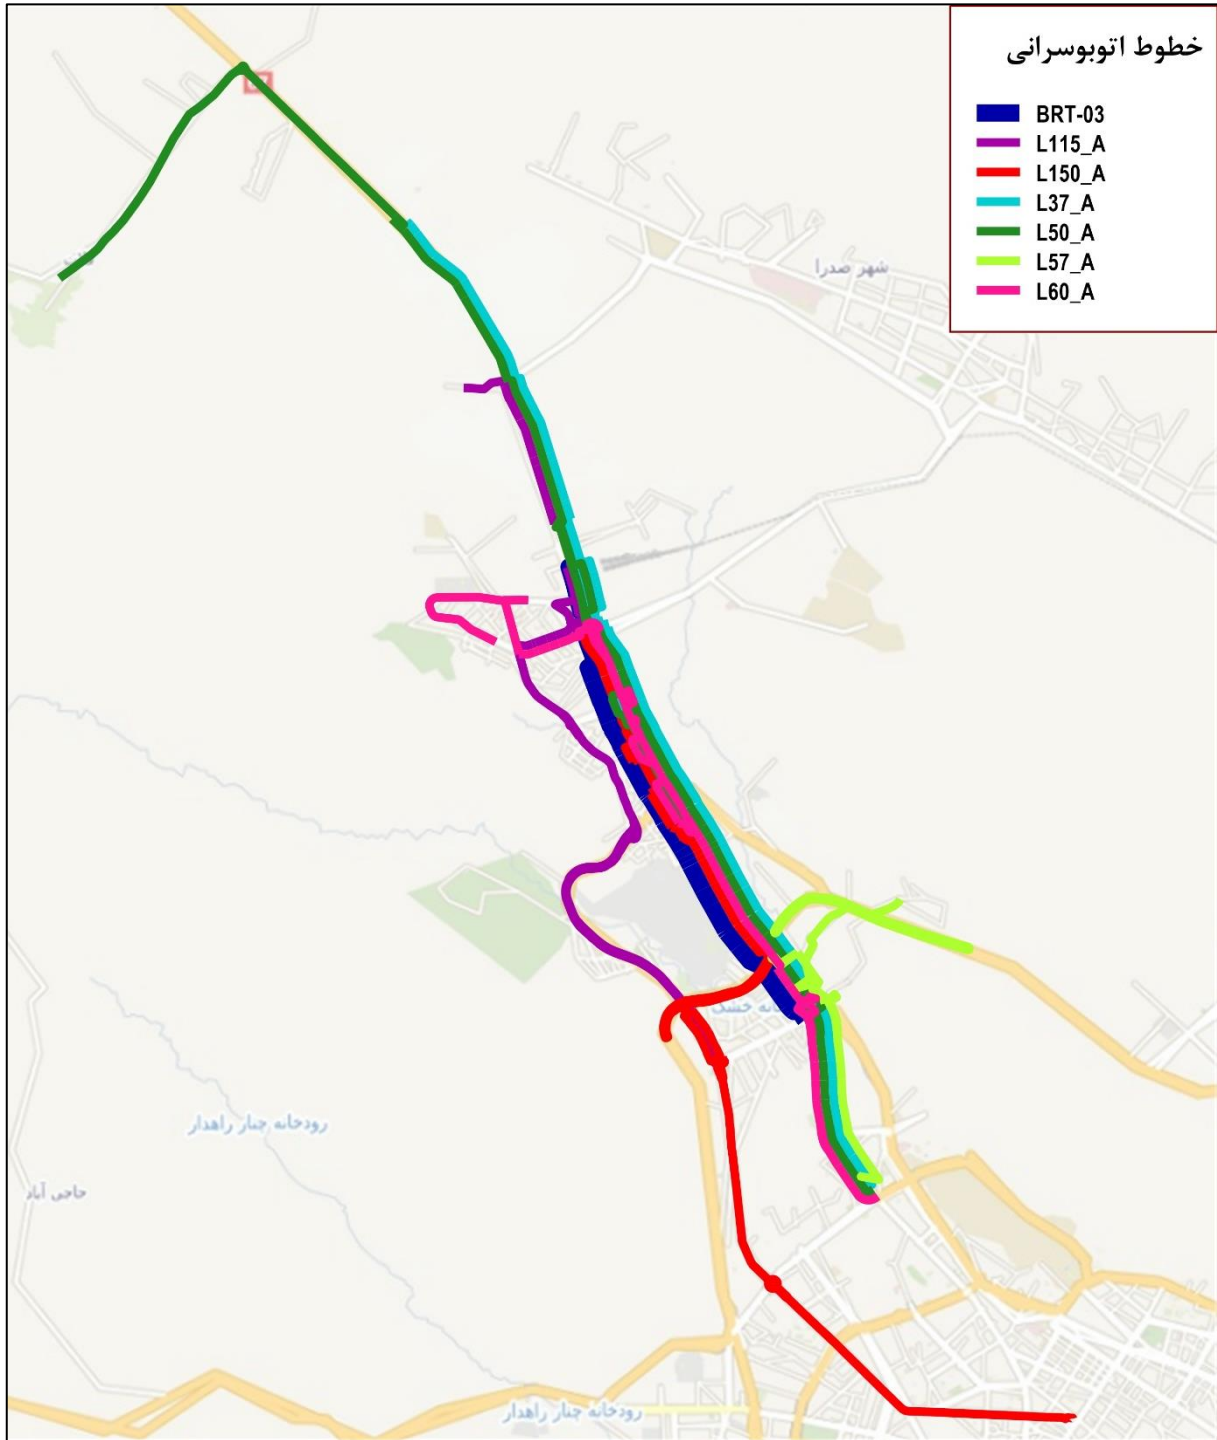 خطوط اتوبوسرانی
BRT-03
L115_A
L150_A
L37_A
L50_A
L57_A
L60_A
شهر صدرا
خشک
رودخانه چنار راهدار
حاجی آباد
رودخانه چنار راهدار